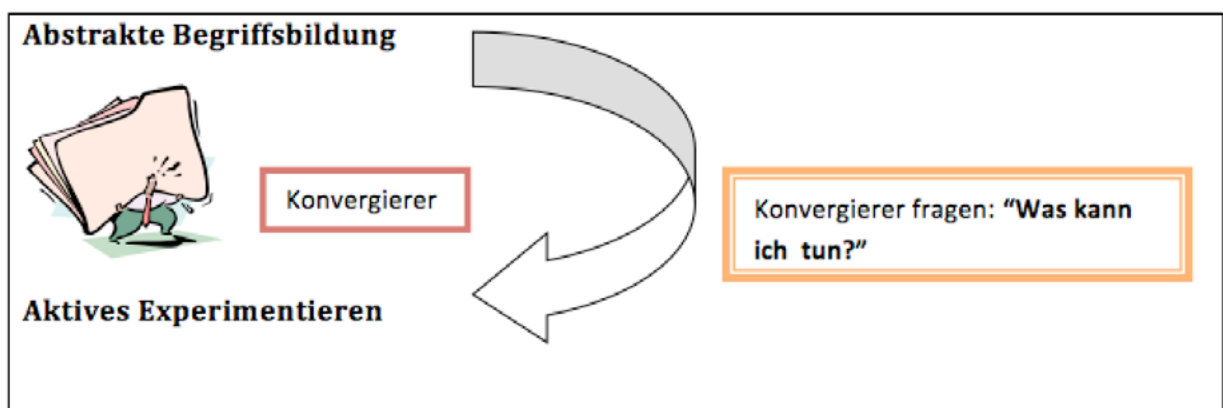 Abstrakte Begriffsbildung
Konvergierer
Konvergierer fragen: “Was kann
ich tun?”
Aktives Experimentieren